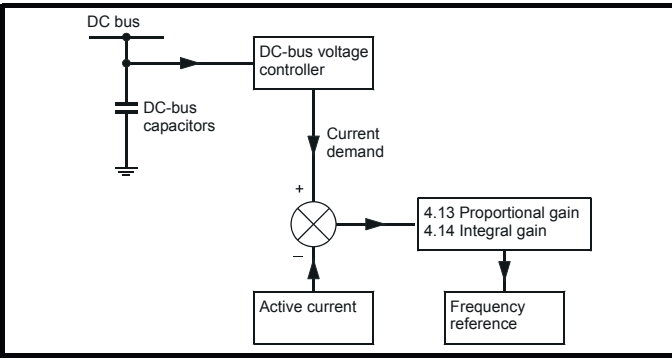 DC bus
DC-bus voltage
controller
DC-bus
capacitors
Current
demand
+
4.13 Proportional gain
4.14 Integral gain
−
Active current
Frequency
reference